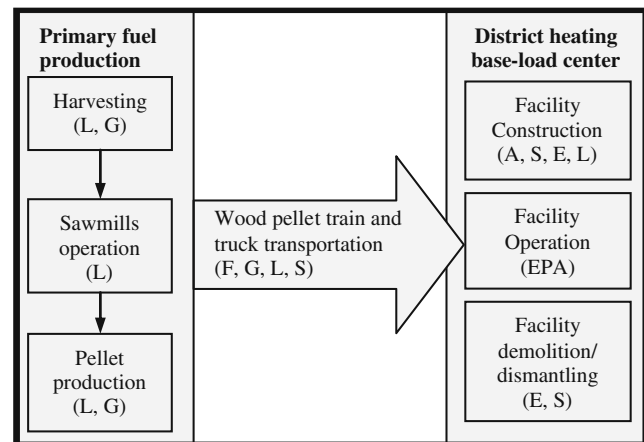 Primary fuel
production
Harvesting
(L, G)
Sawmills
operation
(L)
Pellet
production
(L, G)
Wood pellet train and
truck transportation
(F, G, L, S)
District heating
base-load center
Facility
Construction
(A, S, E, L)
Facility
Operation
(EPA)
Facility
demolition/
dismantling
(E, S)